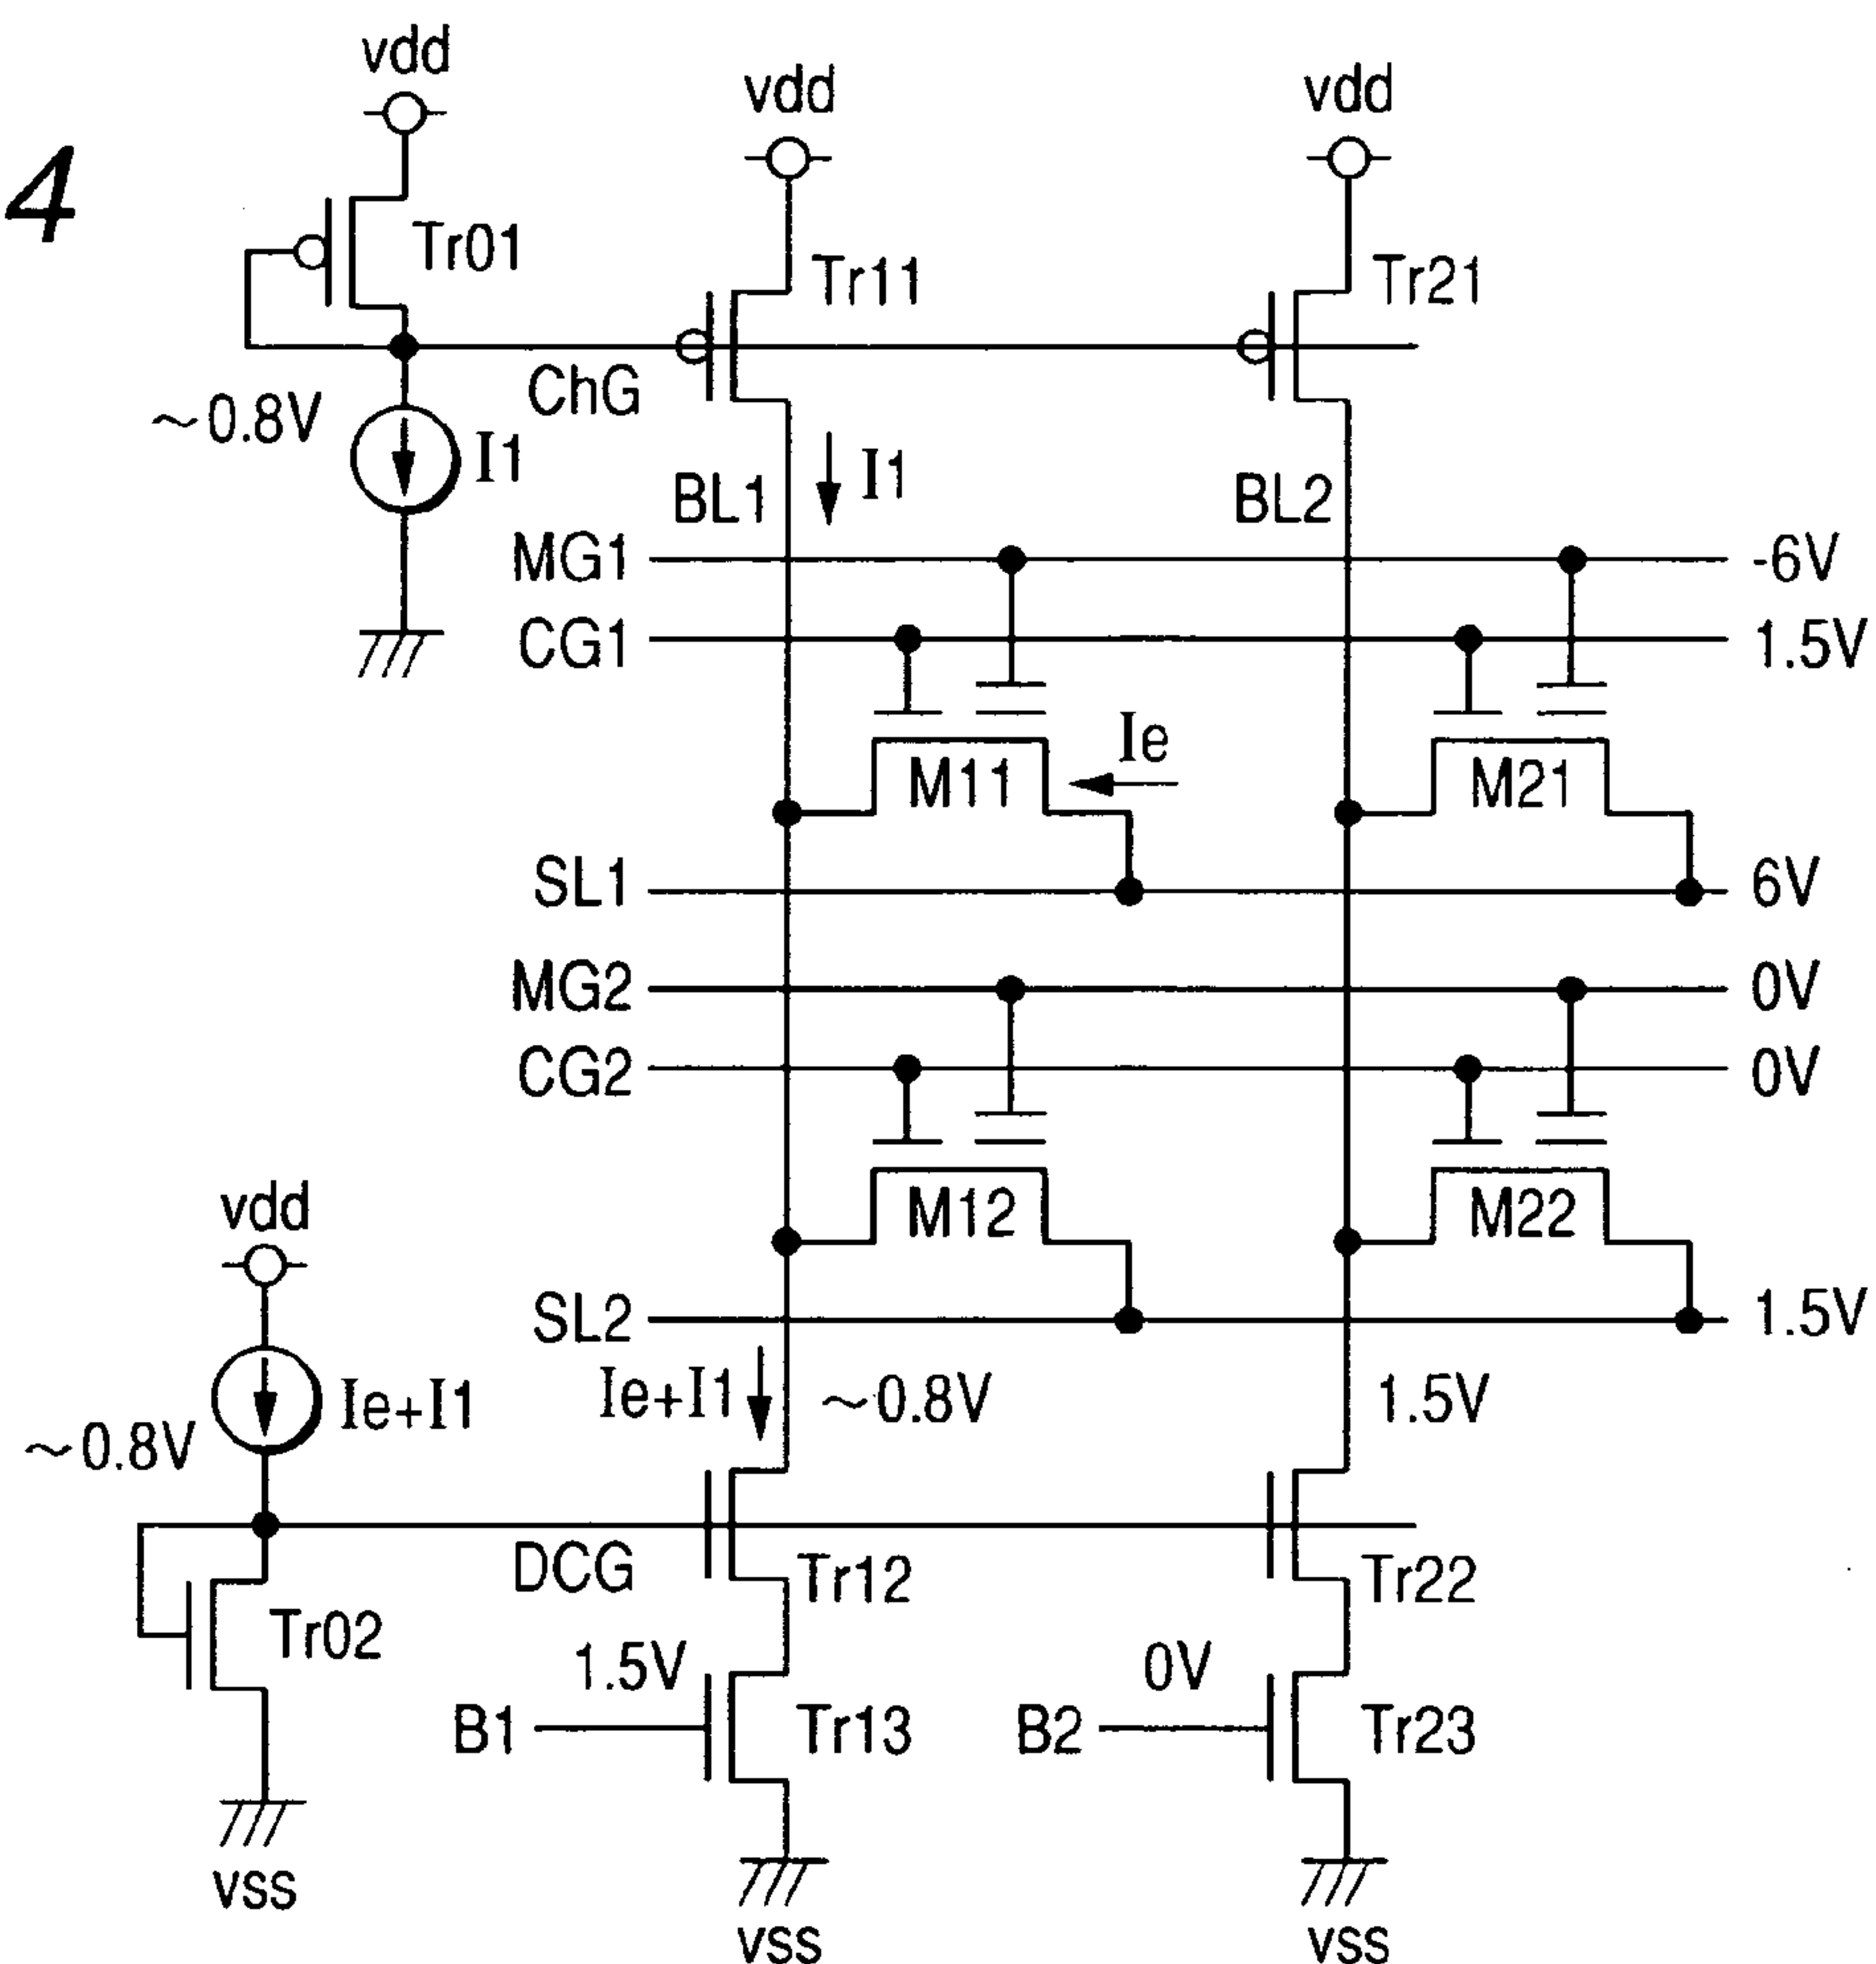 4
vdd
vdd
vdd
Tr01
Tr11
Tr21
ChG
~0.8V
I1
BL1
I1
BL2
MG1
-6V
CG1
1.5V
Ie
M11
M21
SL1
6V
MG2
0V
CG2
0V
M12
M22
vdd
SL2
1.5V
Ie+I1
~0.8V
1.5V
Ie+I1
~0.8V
DCG
Tr12
Tr22
Tr02
1.5V
0V
B1
Tr13
B2
Tr23
vss
vss
vss